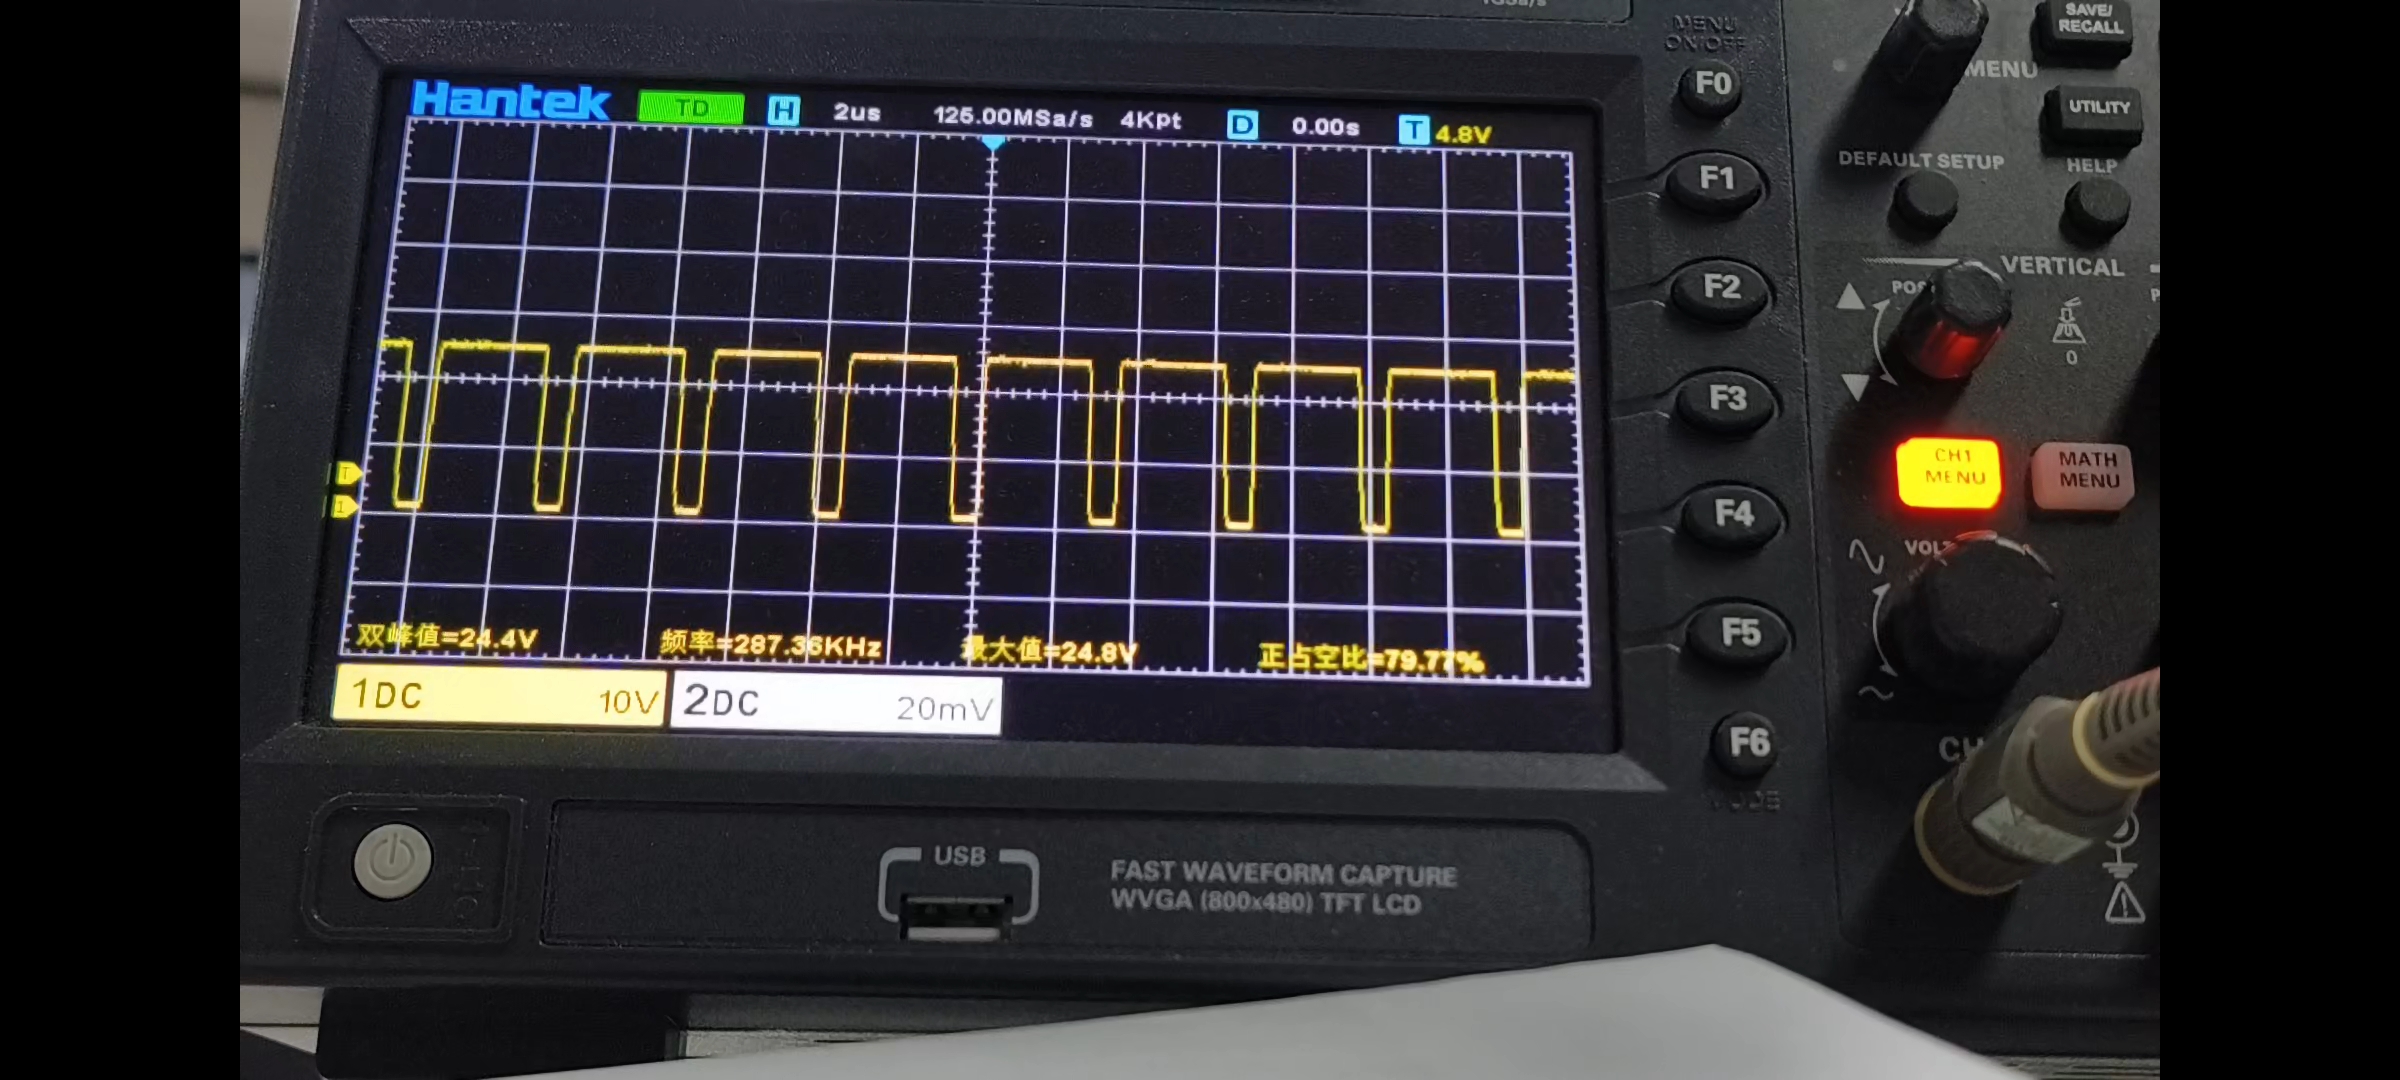 MENU
ON/OFF
SAVE/
RECALL
Hantek TD H 2us 125.00MSa/s 4Kpt D 0.00s T 4.8V
F0
MENU
UTILITY
F1
DEFAULT SETUP
HELP
F2
VERTICAL
0
F3
CH1
MENU
MATH
MENU
T
1
F4
双峰值=24.4V 频率=287.36KHz 最大值=24.8V 正占空比=79.77%
F5
1DC 10V 2DC 20mV
F6
USB
FAST WAVEFORM CAPTURE
WVGA (800x480) TFT LCD